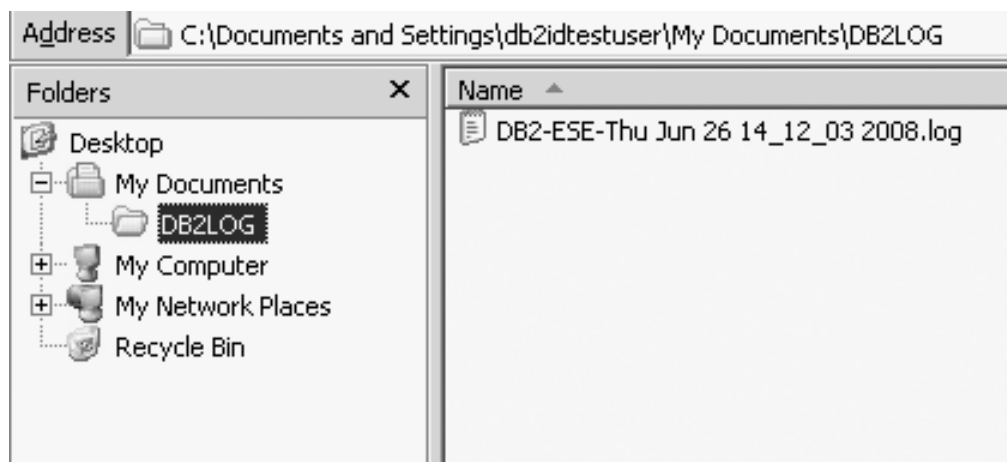 Address C:\Documents and Settings\db2idtestuser\My Documents\DB2LOG
Folders
Desktop
My Documents
DB2LOG
My Computer
My Network Places
Recycle Bin
Name
DB2-ESE-Thu Jun 26 14_12_03 2008.log